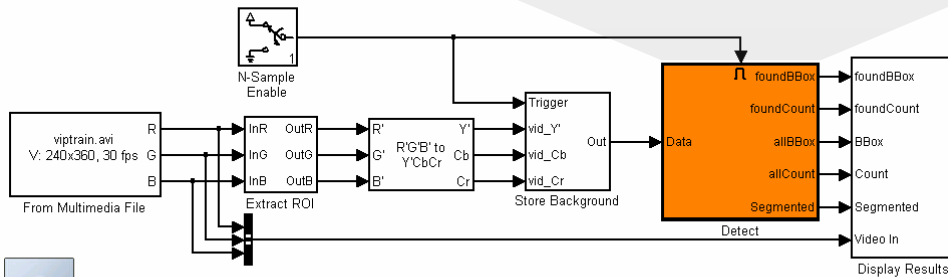 1
N-Sample
Enable
viptrain.avi
V: 240x360, 30 fps
R
G
B
From Multimedia File
InR
InG
InB
OutR
OutG
OutB
Extract ROI
R'
G'
B'
R'G'B' to
Y'CbCr
Y'
Cb
Cr
Trigger
vid_Y'
vid_Cb
vid_Cr
Out
Store Background
Data
foundBBox
foundCount
allBBox
allCount
Segmented
Detect
foundBBox
foundCount
BBox
Count
Segmented
Video In
Display Results